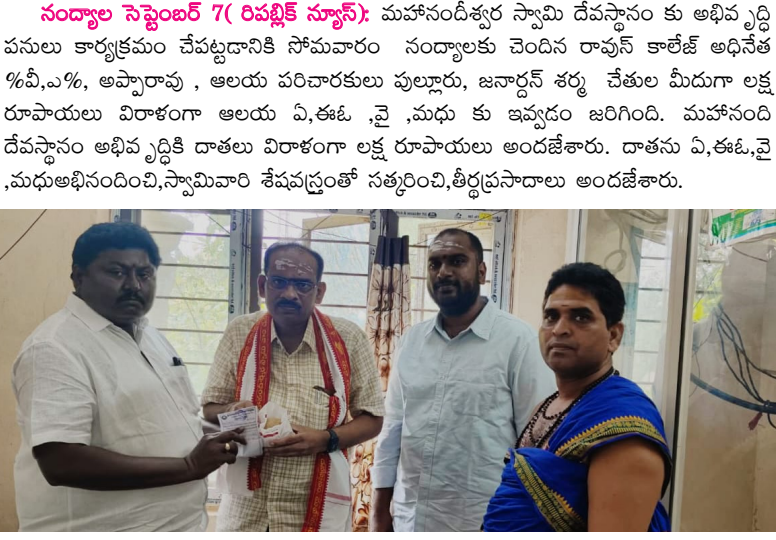 నంద్యాల సెప్టెంబర్ 7( రిపబ్లిక్ న్యూస్): మహానందీశ్వర స్వామి దేవస్థానం కు అభివృద్ధి
పనులు కార్యక్రమం చేపట్టడానికి సోమవారం నంద్యాలకు చెందిన రావుస్ కాలేజ్ అధినేత
%వీ,ఎ%, అప్పారావు , ఆలయ పరిచారకులు పుల్లూరు, జనార్దన్ శర్మ చేతుల మీదుగా లక్ష
రూపాయలు విరాళంగా ఆలయ ఏ,ఈఓ ,వై ,మధు కు ఇవ్వడం జరిగింది. మహానంది
దేవస్థానం అభివృద్ధికి దాతలు విరాళంగా లక్ష రూపాయలు అందజేశారు. దాతను ఏ,ఈఓ,వై
,మధుఅభినందించి,స్వామివారి శేషవస్త్రంతో సత్కరించి,తీర్థప్రసాదాలు అందజేశారు.